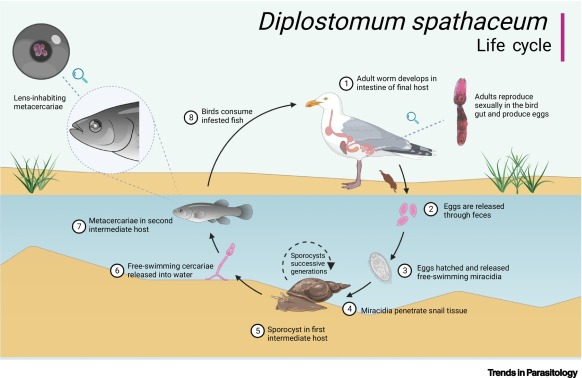 Diplostomum spathaceum
Life cycle
Lens-inhabiting
metacercariae
1 Adult worm develops in
intestine of final host
Adults reproduce
sexually in the bird
gut and produce eggs
8 Birds consume
infested fish
2 Eggs are released
through feces
7 Metacercariae in second
intermediate host
Sporocysts
successive
generations
6 Free-swimming cercariae
released into water
3 Eggs hatched and released
free-swimming miracidia
4 Miracidia penetrate snail tissue
5 Sporocyst in first
intermediate host
Trends in Parasitology